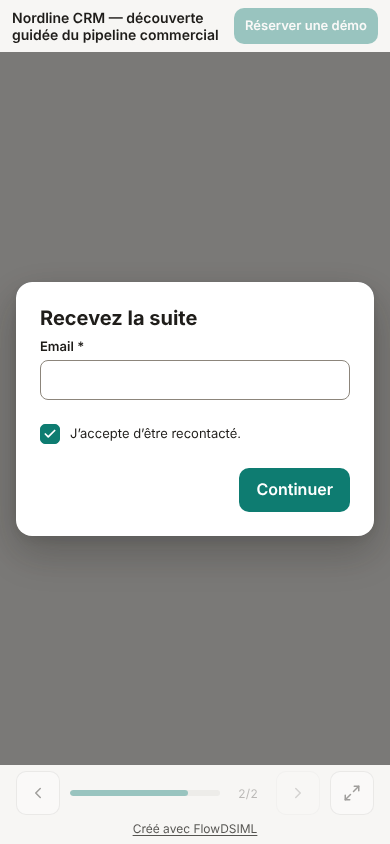 Nordline CRM — découverte
guidée du pipeline commercial
Réserver une démo
Recevez la suite
Email *
J’accepte d’être recontacté.
Continuer
2/2
Créé avec FlowDSIML